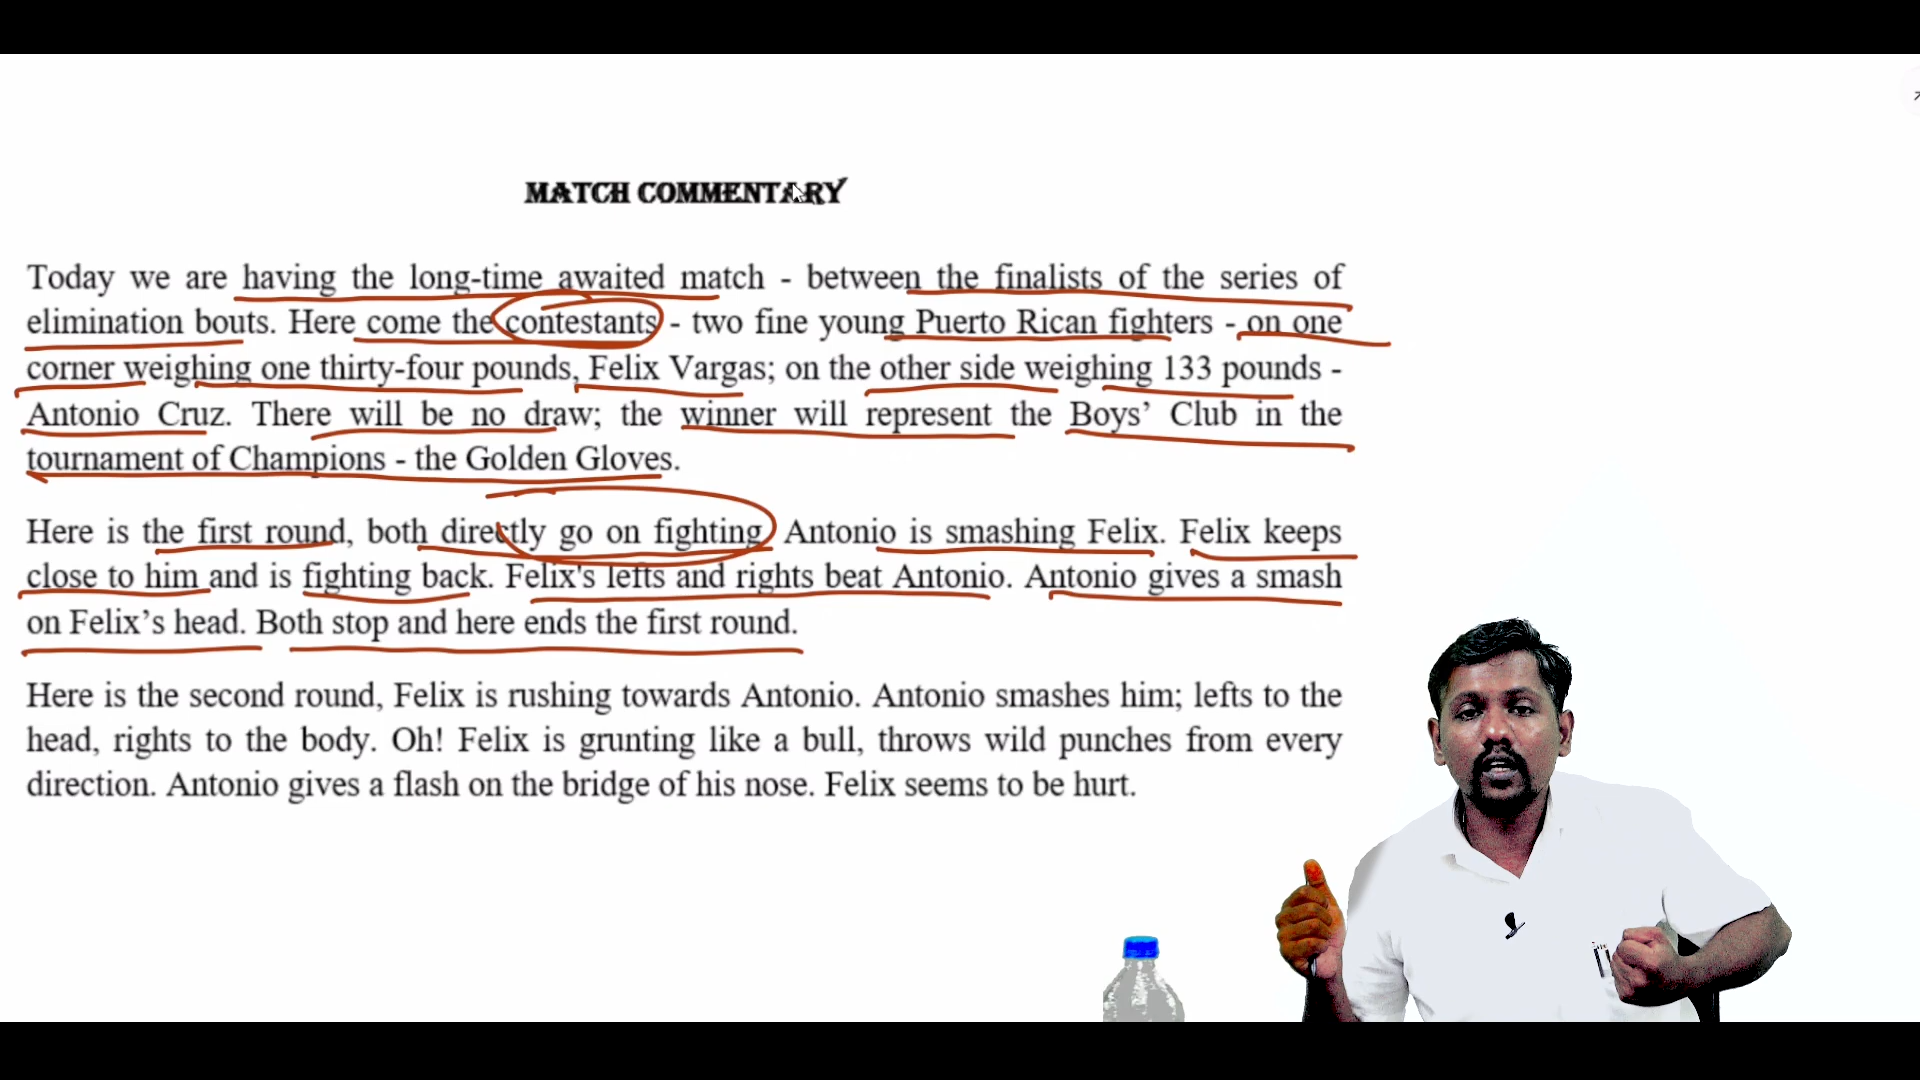 MATCH COMMENTARY
Today we are having the long-time awaited match - between the finalists of the series of
elimination bouts. Here come the contestants - two fine young Puerto Rican fighters - on one
corner weighing one thirty-four pounds, Felix Vargas; on the other side weighing 133 pounds -
Antonio Cruz. There will be no draw; the winner will represent the Boys’ Club in the
tournament of Champions - the Golden Gloves.
Here is the first round, both directly go on fighting Antonio is smashing Felix. Felix keeps
close to him and is fighting back. Felix's lefts and rights beat Antonio. Antonio gives a smash
on Felix’s head. Both stop and here ends the first round.
Here is the second round, Felix is rushing towards Antonio. Antonio smashes him; lefts to the
head, rights to the body. Oh! Felix is grunting like a bull, throws wild punches from every
direction. Antonio gives a flash on the bridge of his nose. Felix seems to be hurt.